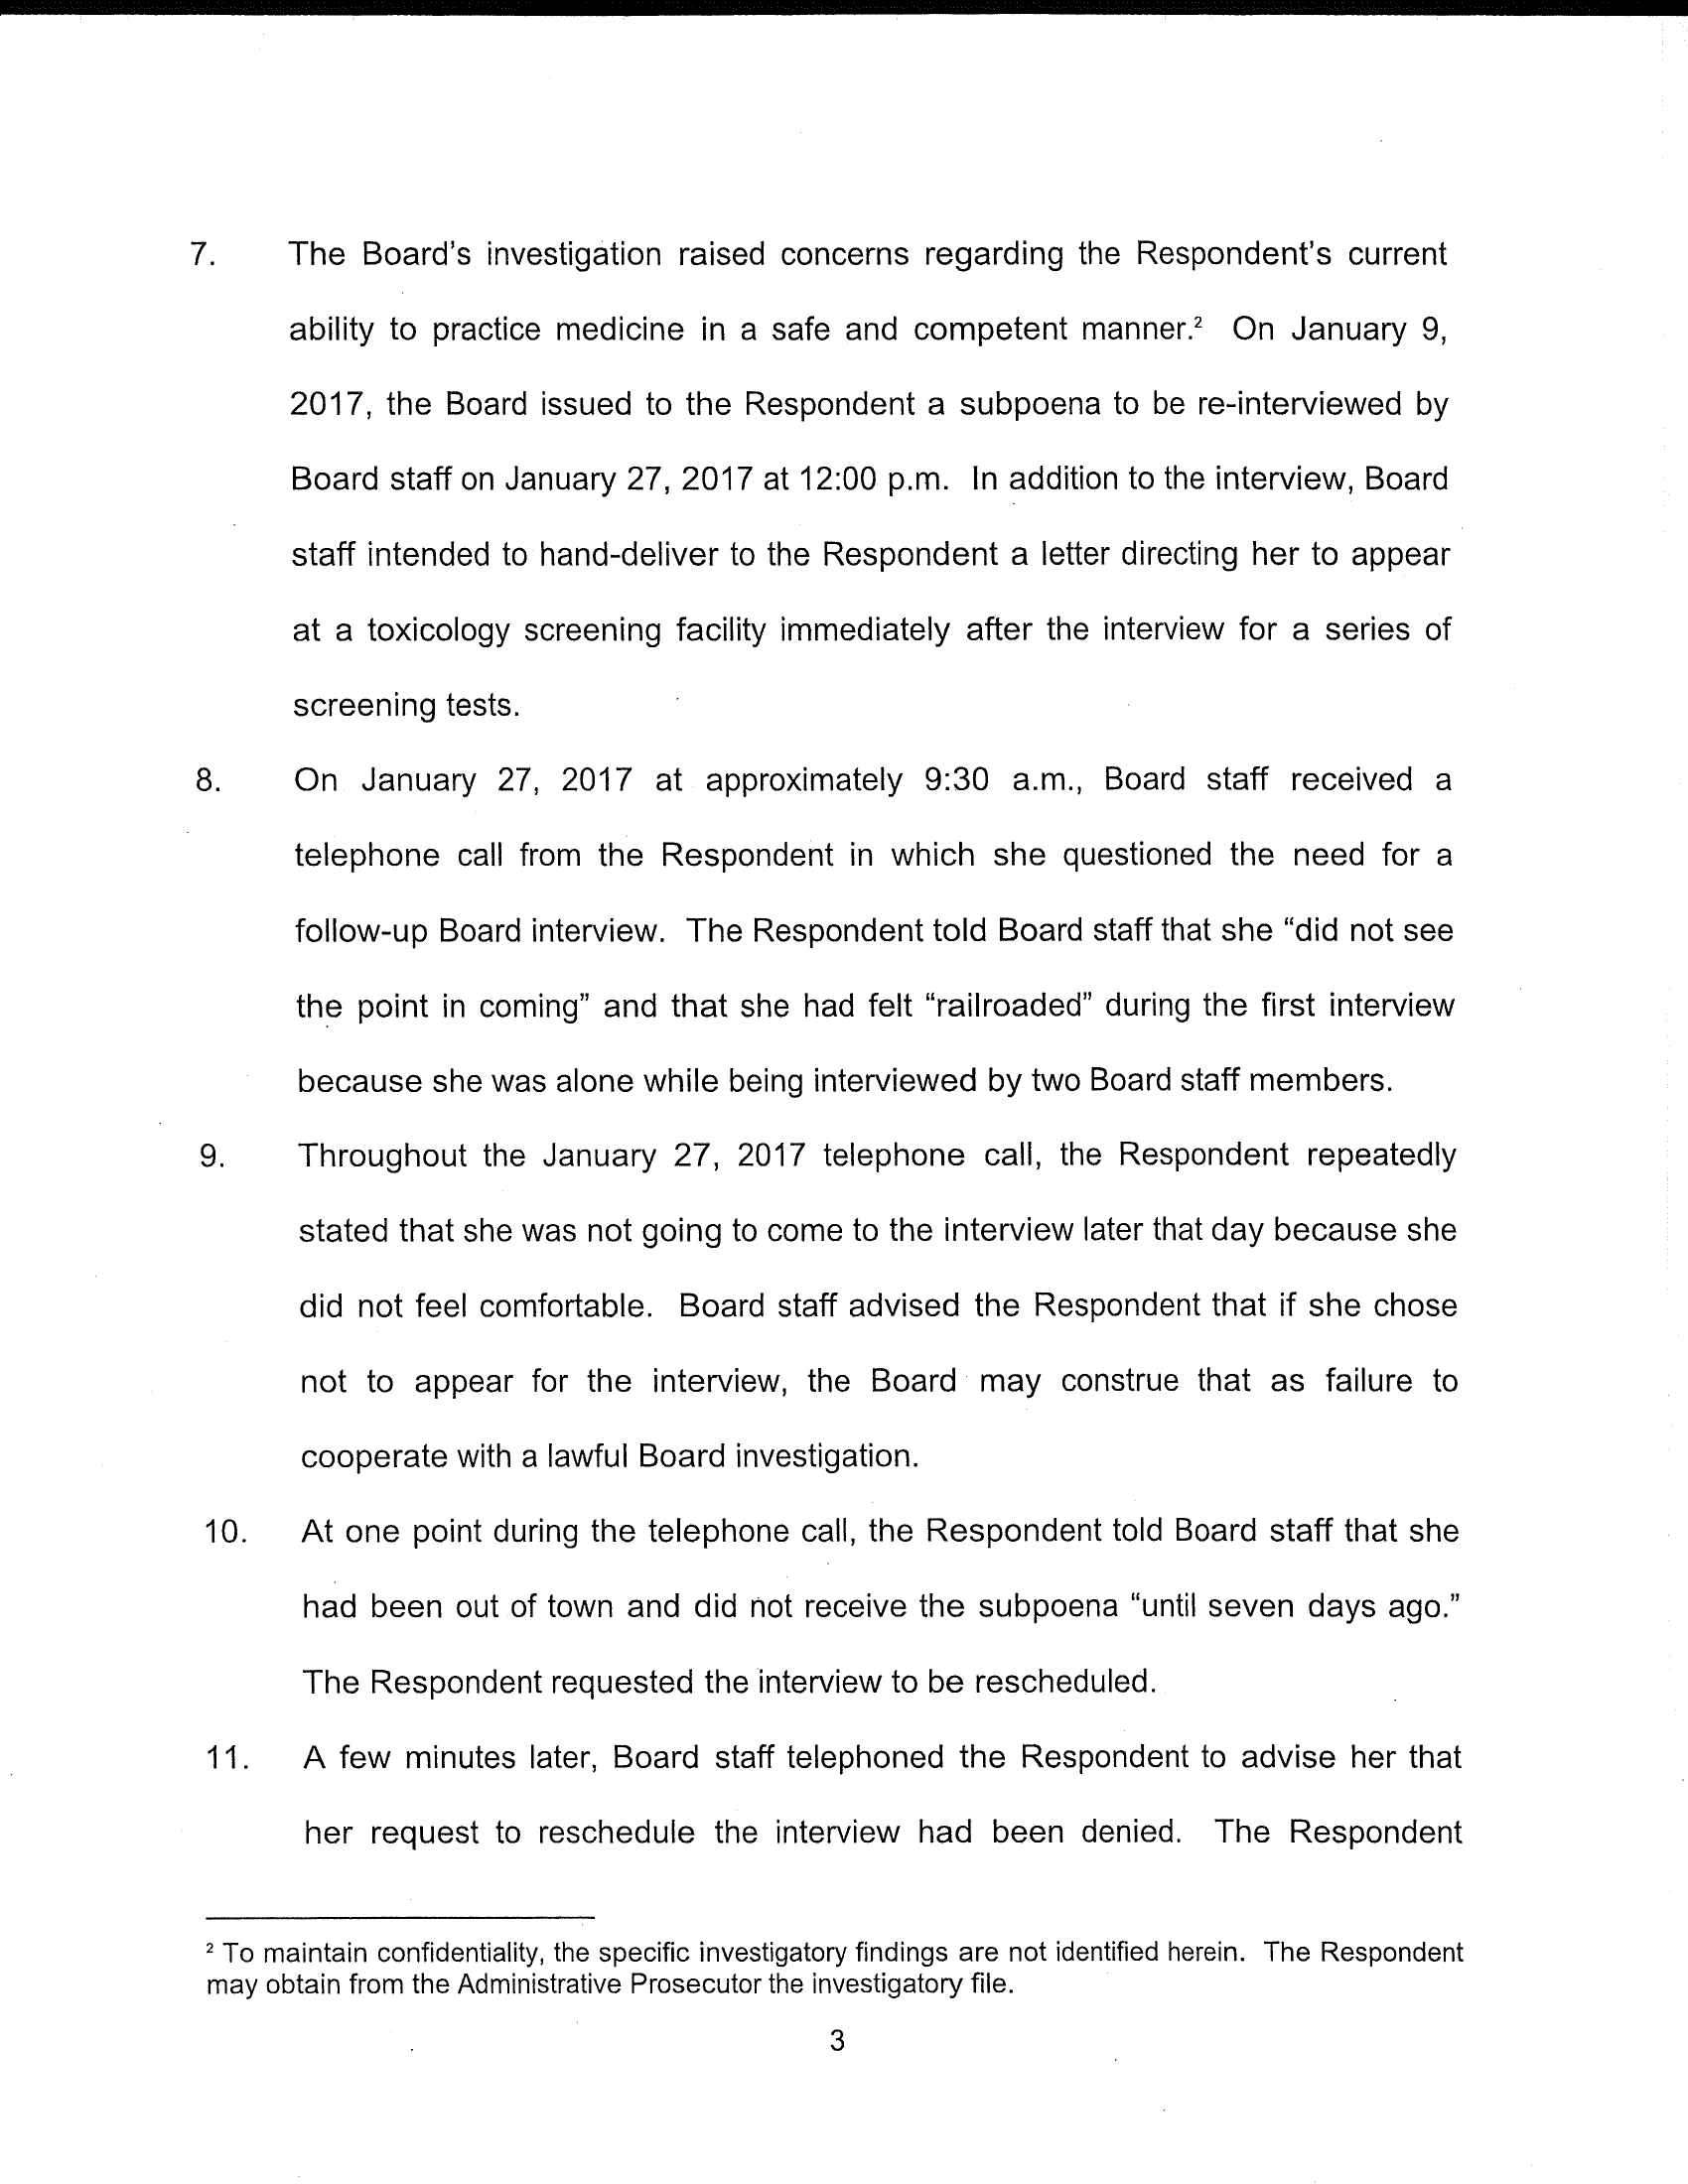 7. The Board's investigation raised concerns regarding the Respondent's current
ability to practice medicine in a safe and competent manner.² On January 9,
2017, the Board issued to the Respondent a subpoena to be re-interviewed by
Board staff on January 27, 2017 at 12:00 p.m. In addition to the interview, Board
staff intended to hand-deliver to the Respondent a letter directing her to appear
at a toxicology screening facility immediately after the interview for a series of
screening tests.
8. On January 27, 2017 at approximately 9:30 a.m., Board staff received a
telephone call from the Respondent in which she questioned the need for a
follow-up Board interview. The Respondent told Board staff that she “did not see
the point in coming” and that she had felt “railroaded” during the first interview
because she was alone while being interviewed by two Board staff members.
9. Throughout the January 27, 2017 telephone call, the Respondent repeatedly
stated that she was not going to come to the interview later that day because she
did not feel comfortable. Board staff advised the Respondent that if she chose
not to appear for the interview, the Board may construe that as failure to
cooperate with a lawful Board investigation.
10. At one point during the telephone call, the Respondent told Board staff that she
had been out of town and did not receive the subpoena “until seven days ago.”
The Respondent requested the interview to be rescheduled.
11. A few minutes later, Board staff telephoned the Respondent to advise her that
her request to reschedule the interview had been denied. The Respondent
² To maintain confidentiality, the specific investigatory findings are not identified herein. The Respondent
may obtain from the Administrative Prosecutor the investigatory file.
3